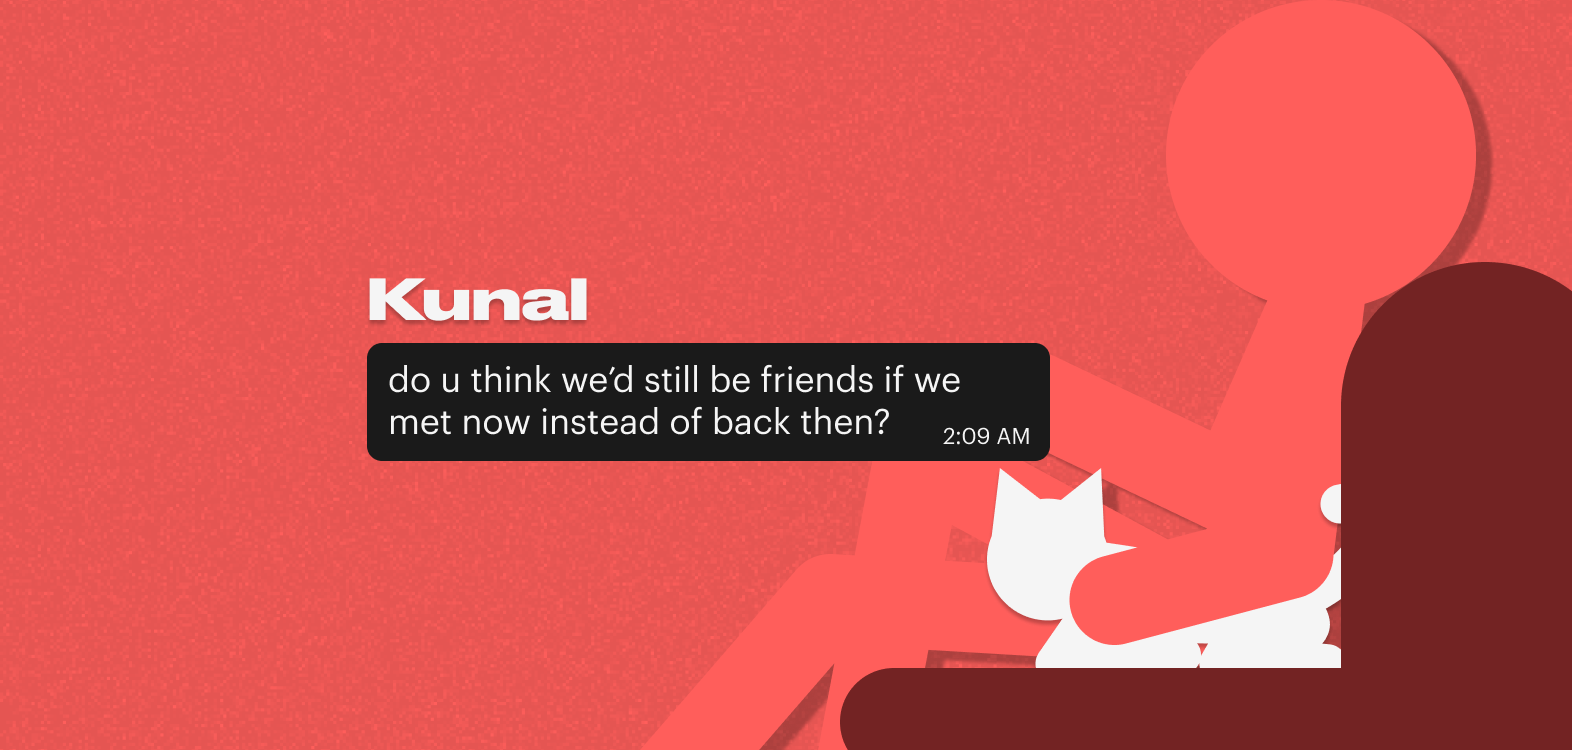 Kunal
do u think we’d still be friends if we
met now instead of back then?
2:09 AM